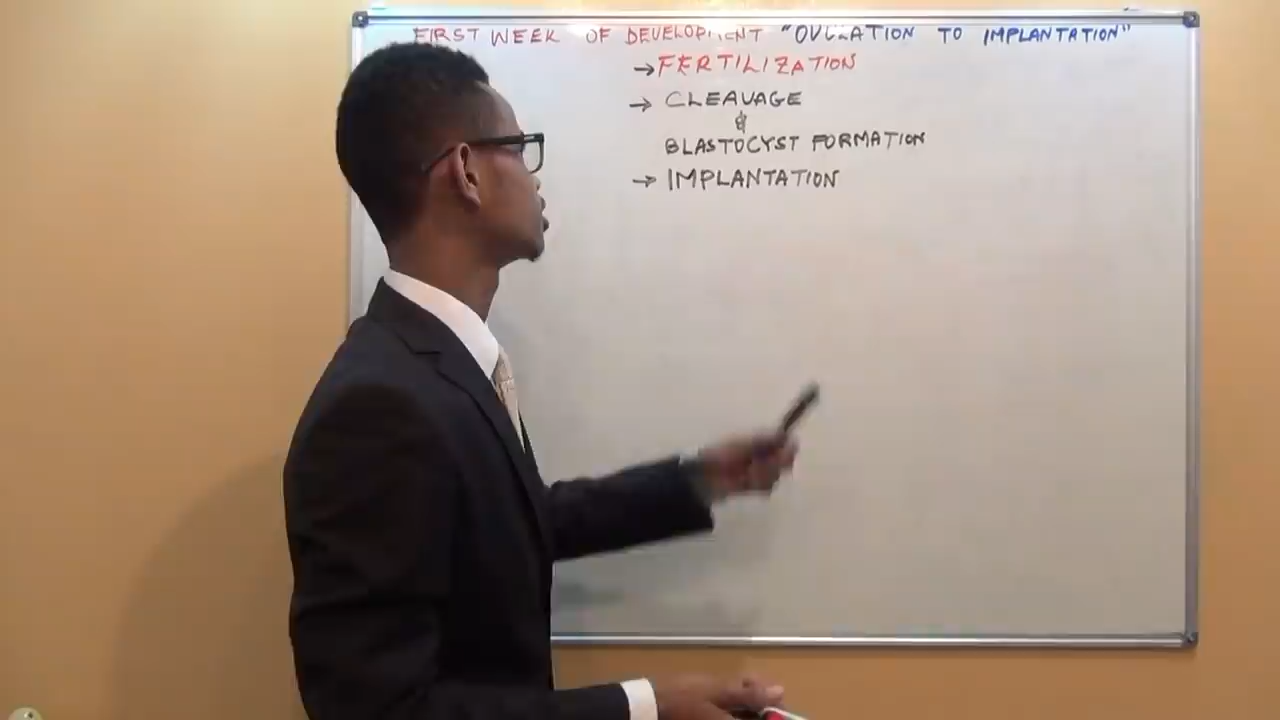 FIRST WEEK OF DEVELOPMENT "OVULATION TO IMPLANTATION"
→ FERTILIZATION
→ CLEAVAGE
&
BLASTOCYST FORMATION
→ IMPLANTATION